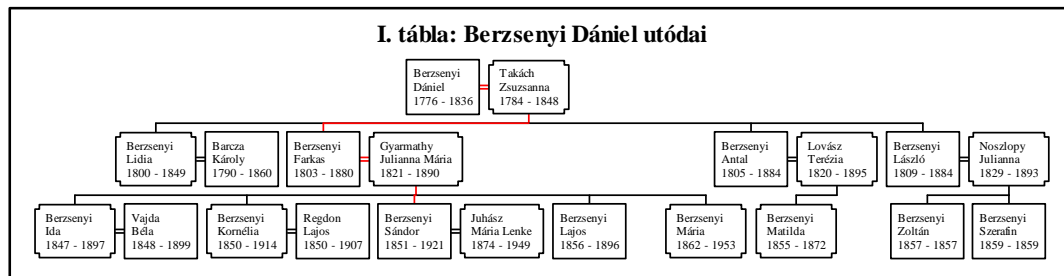 I. tábla: Berzsenyi Dániel utódai
Berzsenyi
Dániel
1776 - 1836
Takách
Zsuzsanna
1784 - 1848
Berzsenyi
Lidia
1800 - 1849
Barcza
Károly
1790 - 1860
Berzsenyi
Farkas
1803 - 1880
Gyarmathy
Julianna Mária
1821 - 1890
Berzsenyi
Antal
1805 - 1884
Lovász
Terézia
1820 - 1895
Berzsenyi
László
1809 - 1884
Noszlopy
Julianna
1829 - 1893
Berzsenyi
Ida
1847 - 1897
Vajda
Béla
1848 - 1899
Berzsenyi
Kornélia
1850 - 1914
Regdon
Lajos
1850 - 1907
Berzsenyi
Sándor
1851 - 1921
Juhász
Mária Lenke
1874 - 1949
Berzsenyi
Lajos
1856 - 1896
Berzsenyi
Mária
1862 - 1953
Berzsenyi
Matilda
1855 - 1872
Berzsenyi
Zoltán
1857 - 1857
Berzsenyi
Szerafin
1859 - 1859